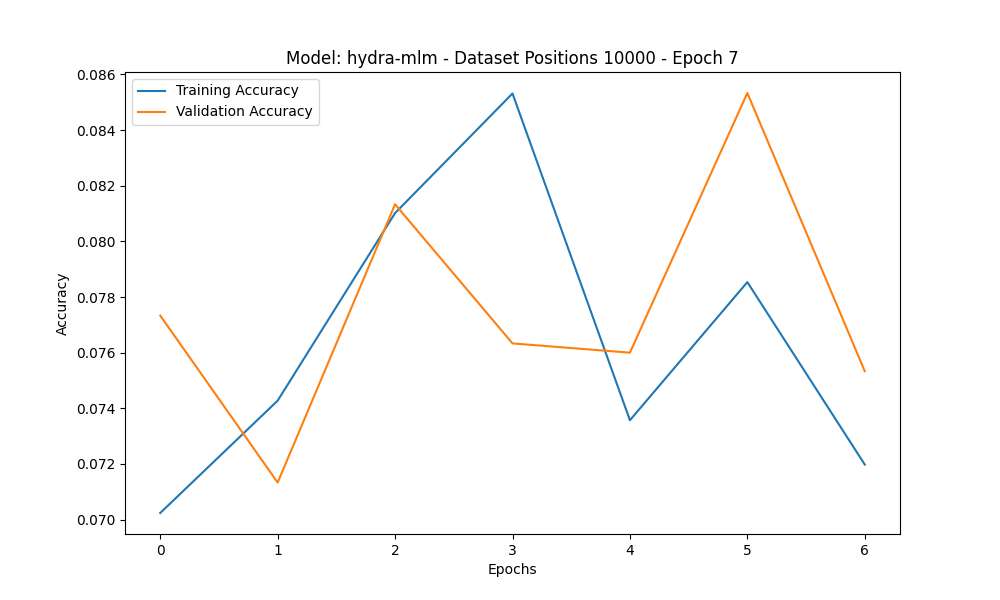 Model: hydra-mlm - Dataset Positions 10000 - Epoch 7
Training Accuracy
Validation Accuracy
Accuracy
0.086
0.084
0.082
0.080
0.078
0.076
0.074
0.072
0.070
0 1 2 3 4 5 6
Epochs